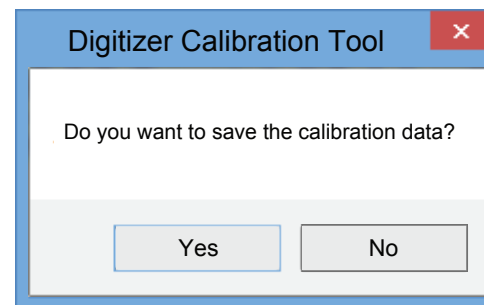 Digitizer Calibration Tool
Do you want to save the calibration data?
Yes
No